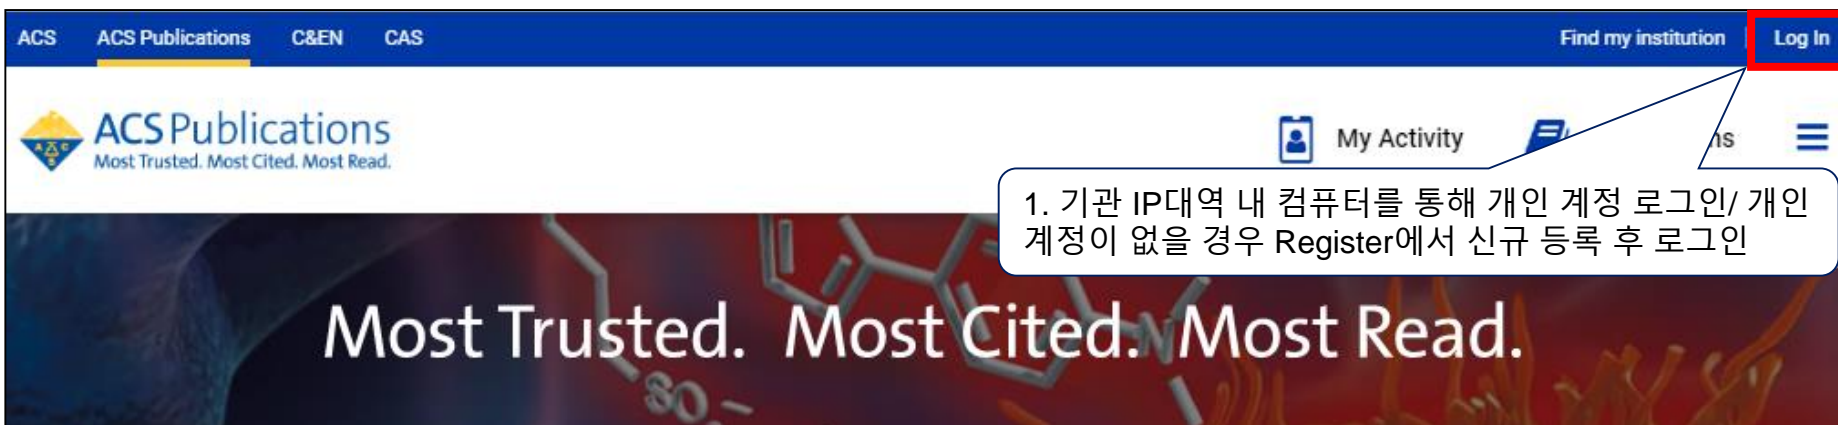 ACS ACS Publications C&EN CAS Find my institution Log In
ACS Publications
Most Trusted. Most Cited. Most Read.
My Activity
1. 기관 IP대역 내 컴퓨터를 통해 개인 계정 로그인/ 개인
계정이 없을 경우 Register에서 신규 등록 후 로그인
Most Trusted. Most Cited. Most Read.
SO
N